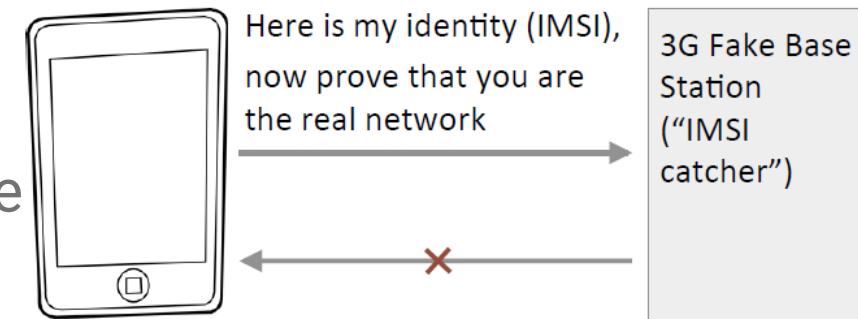 Here is my identity (IMSI),
now prove that you are
the real network
3G Fake Base
Station
("IMSI
catcher")
e